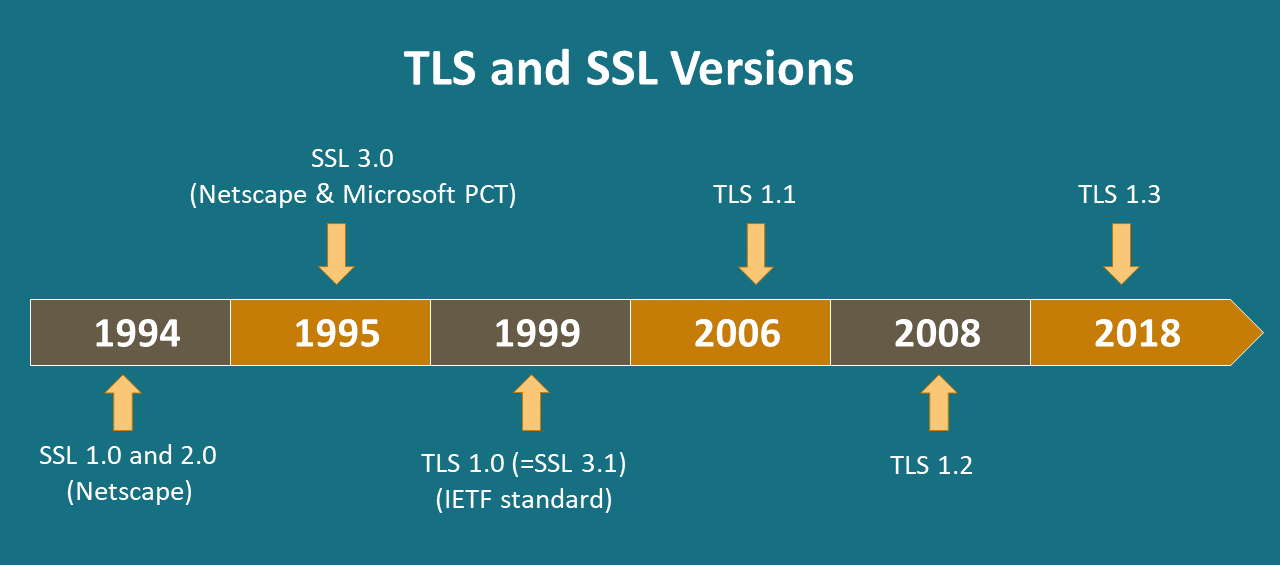 TLS and SSL Versions
SSL 3.0
(Netscape & Microsoft PCT)
TLS 1.1
TLS 1.3
1994
1995
1999
2006
2008
2018
SSL 1.0 and 2.0
(Netscape)
TLS 1.0 (=SSL 3.1)
(IETF standard)
TLS 1.2